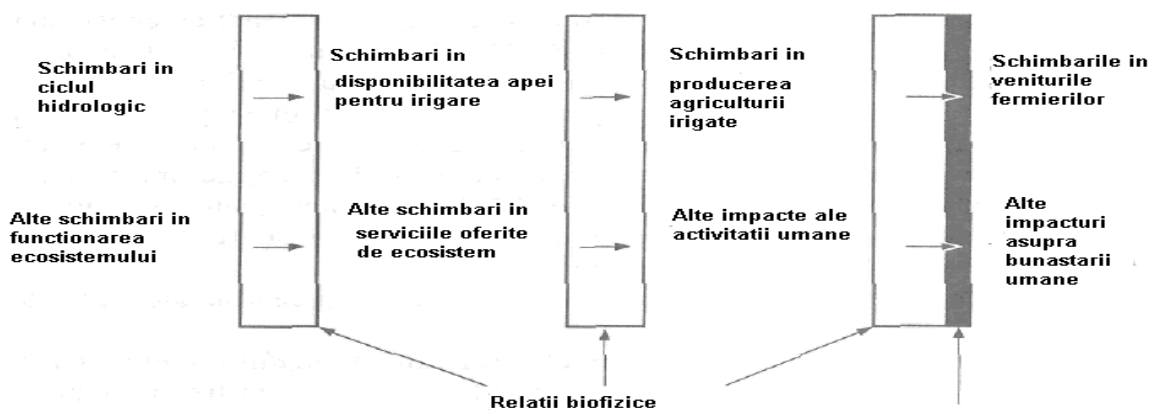 Schimbari in
ciclul
hidrologic
Schimbari in
disponibilitatea apei
pentru irigare
Schimbari in
producerea
agriculturii
irigate
Schimbarile in
veniturile
fermierilor
Alte schimbari in
functionarea
ecosistemului
Alte schimbari in
serviciile oferite
de ecosistem
Alte impacte ale
activitatii umane
Alte
impacturi
asupra
bunastarii
umane
Relatii biofizice